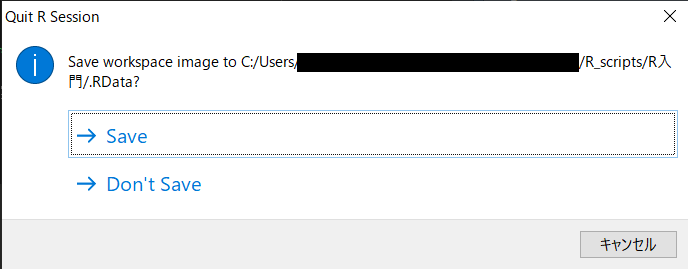 Quit R Session
Save workspace image to C:/Users/ /R_scripts/R入
門/.RData?
Save
Don't Save
キャンセル